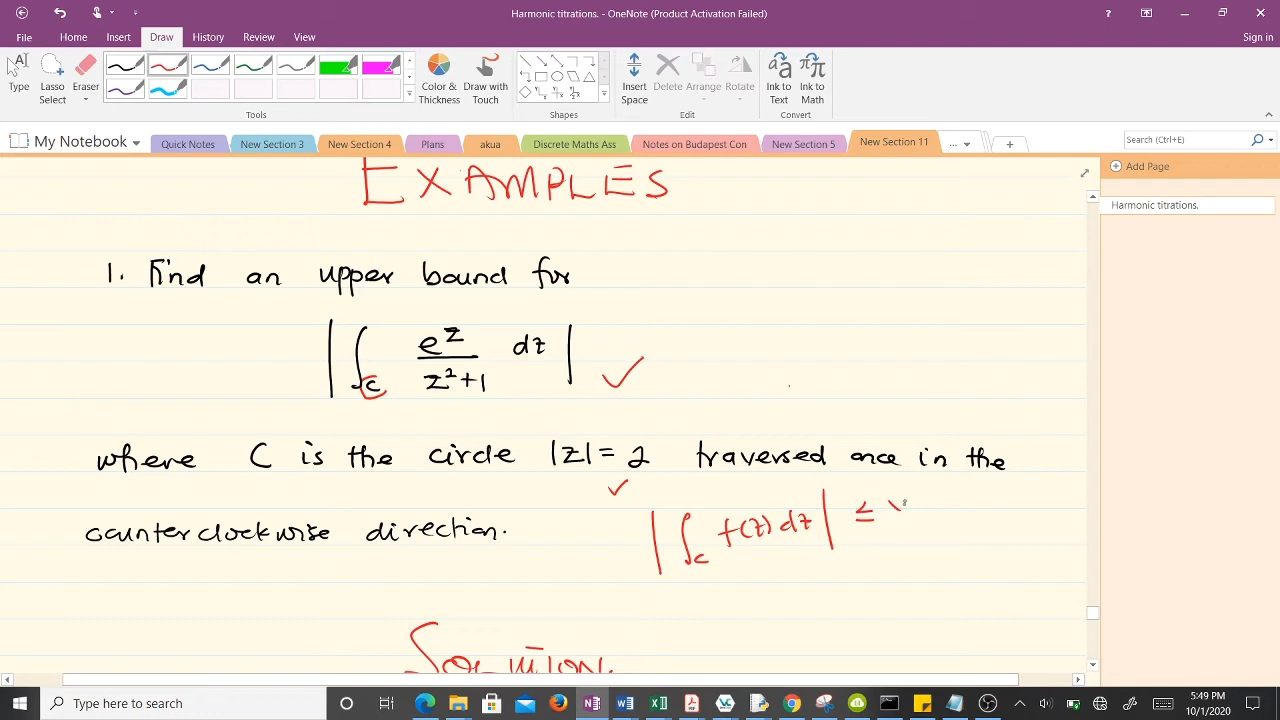 Harmonic titrations. - OneNote (Product Activation Failed)
File Home Insert Draw History Review View
Sign in
Type
Lasso Select
Eraser
Color & Thickness
Draw with Touch
Insert Space
Delete
Arrange
Rotate
Ink to Text
Ink to Math
Tools Shapes Edit Convert
My Notebook
Quick Notes New Section 3 New Section 4 Plans akua Discrete Maths Ass Notes on Budapest Con New Section 5 New Section 11 ...
Search (Ctrl+E)
Add Page
Harmonic titrations.
EXAMPLES
1. Find an upper bound for
|∫_C e^z/(z²+1) dz| ✓
where C is the circle |z| = 2 traversed once in the
✓
counterclockwise direction.
|∫_C f(z) dz| ≤
Solution.
Type here to search
5:49 PM
10/1/2020